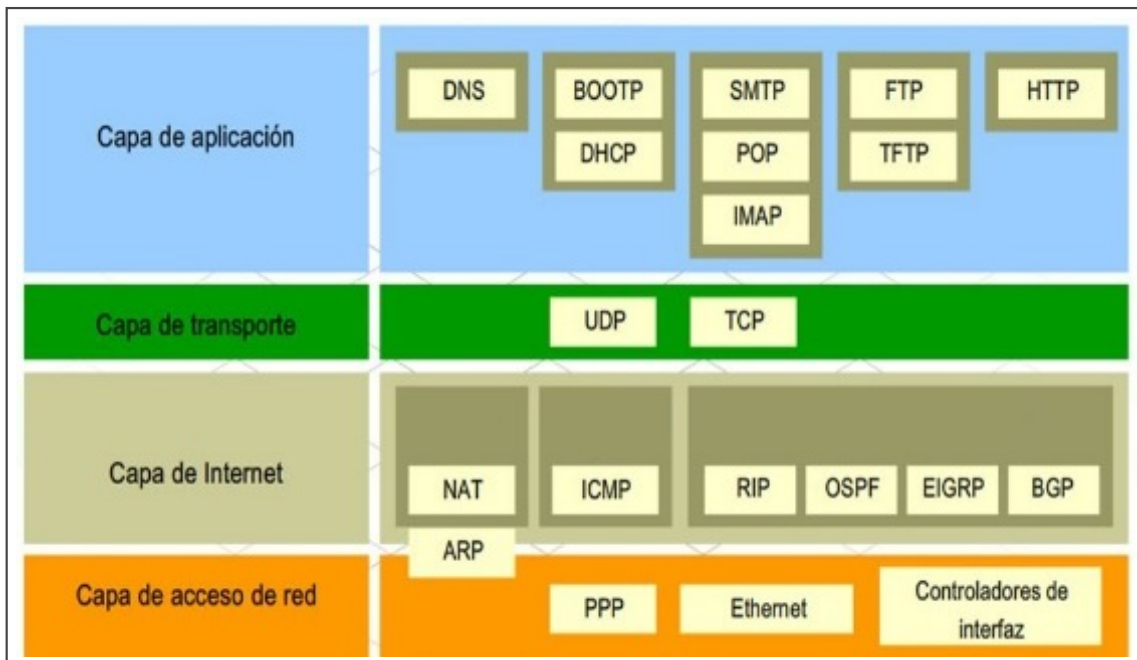 Capa de aplicación
DNS
BOOTP
SMTP
FTP
HTTP
DHCP
POP
TFTP
IMAP
Capa de transporte
UDP
TCP
Capa de Internet
NAT
ICMP
RIP
OSPF
EIGRP
BGP
ARP
Capa de acceso de red
PPP
Ethernet
Controladores de
interfaz